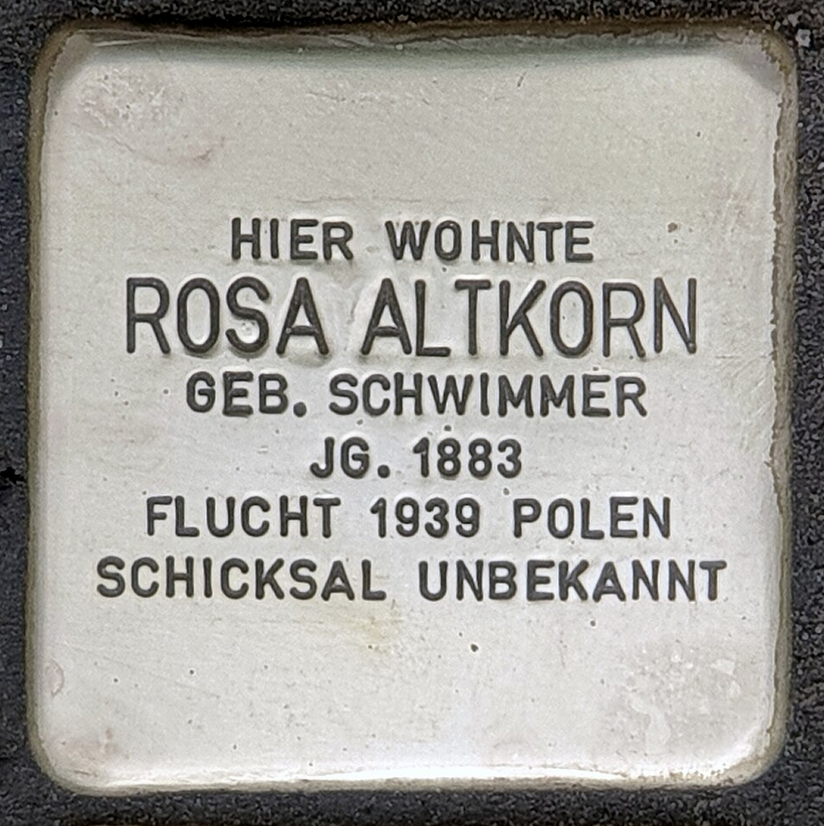 HIER WOHNTE
ROSA ALTKORN
GEB. SCHWIMMER
JG. 1883
FLUCHT 1939 POLEN
SCHICKSAL UNBEKANNT